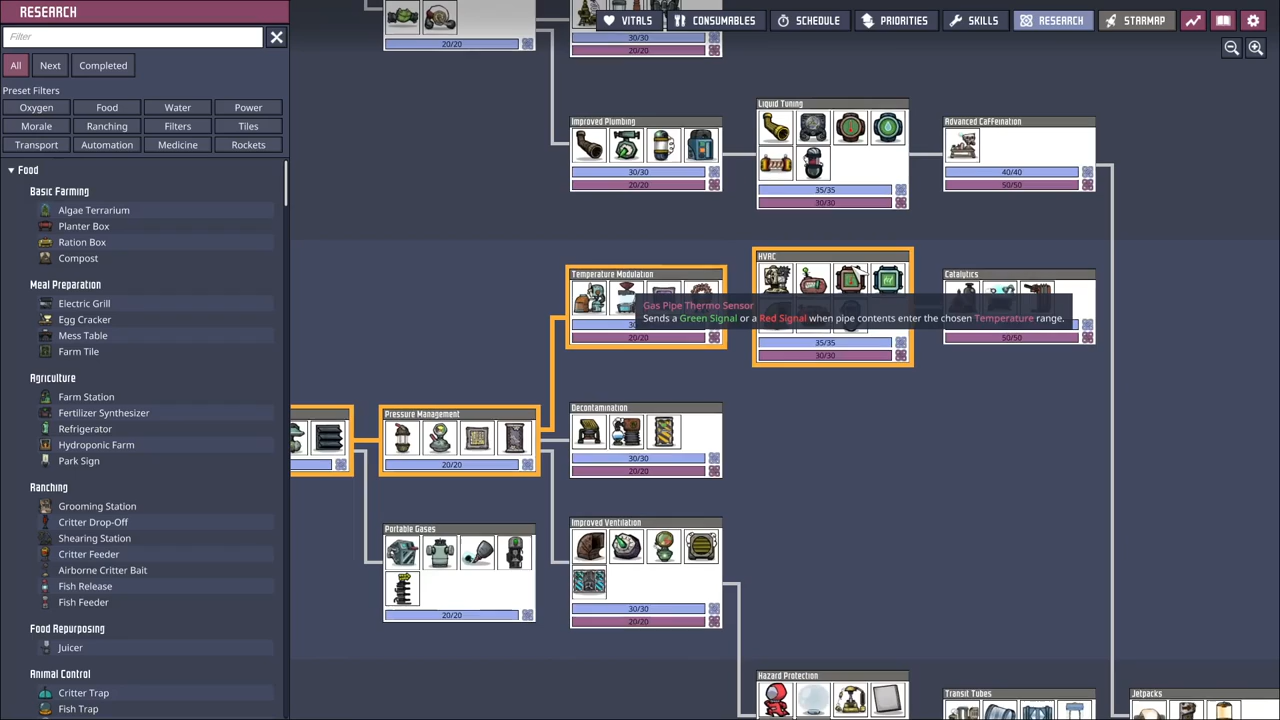 RESEARCH
VITALS
CONSUMABLES
SCHEDULE
PRIORITIES
SKILLS
RESEARCH
STARMAP
Filter
All
Next
Completed
Preset Filters
Oxygen
Food
Water
Power
Morale
Ranching
Filters
Tiles
Transport
Automation
Medicine
Rockets
Food
Basic Farming
Algae Terrarium
Planter Box
Ration Box
Compost
Meal Preparation
Electric Grill
Egg Cracker
Mess Table
Farm Tile
Agriculture
Farm Station
Fertilizer Synthesizer
Refrigerator
Hydroponic Farm
Park Sign
Ranching
Grooming Station
Critter Drop-Off
Shearing Station
Critter Feeder
Airborne Critter Bait
Fish Release
Fish Feeder
Food Repurposing
Juicer
Animal Control
Critter Trap
Fish Trap
20/20
30/30
20/20
Improved Plumbing
30/30
20/20
Liquid Tuning
35/35
30/30
Advanced Caffeination
40/40
50/50
Temperature Modulation
20/20
HVAC
35/35
30/30
Catalytics
50/50
Gas Pipe Thermo Sensor
Sends a Green Signal or a Red Signal when pipe contents enter the chosen Temperature range.
Pressure Management
20/20
Decontamination
30/30
20/20
Portable Gases
20/20
Improved Ventilation
30/30
20/20
Hazard Protection
Transit Tubes
Jetpacks